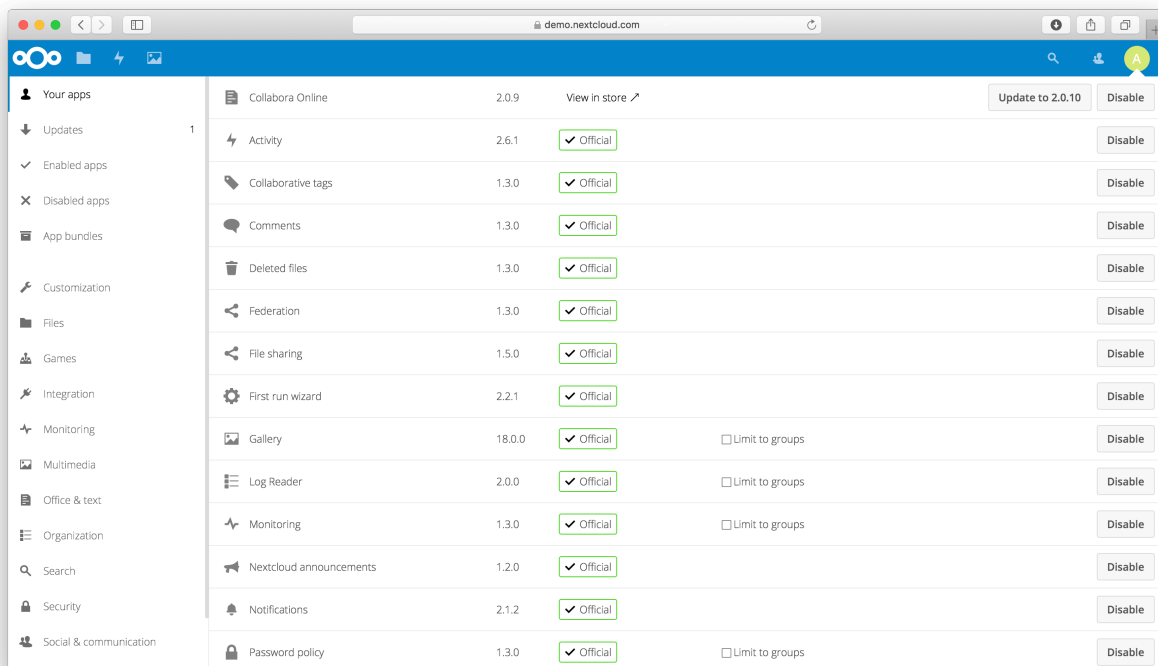 demo.nextcloud.com
A
Your apps
Updates 1
Enabled apps
Disabled apps
App bundles
Customization
Files
Games
Integration
Monitoring
Multimedia
Office & text
Organization
Search
Security
Social & communication
Collabora Online 2.0.9 View in store ↗ Update to 2.0.10 Disable
Activity 2.6.1 Official Disable
Collaborative tags 1.3.0 Official Disable
Comments 1.3.0 Official Disable
Deleted files 1.3.0 Official Disable
Federation 1.3.0 Official Disable
File sharing 1.5.0 Official Disable
First run wizard 2.2.1 Official Disable
Gallery 18.0.0 Official Limit to groups Disable
Log Reader 2.0.0 Official Limit to groups Disable
Monitoring 1.3.0 Official Limit to groups Disable
Nextcloud announcements 1.2.0 Official Disable
Notifications 2.1.2 Official Disable
Password policy 1.3.0 Official Limit to groups Disable